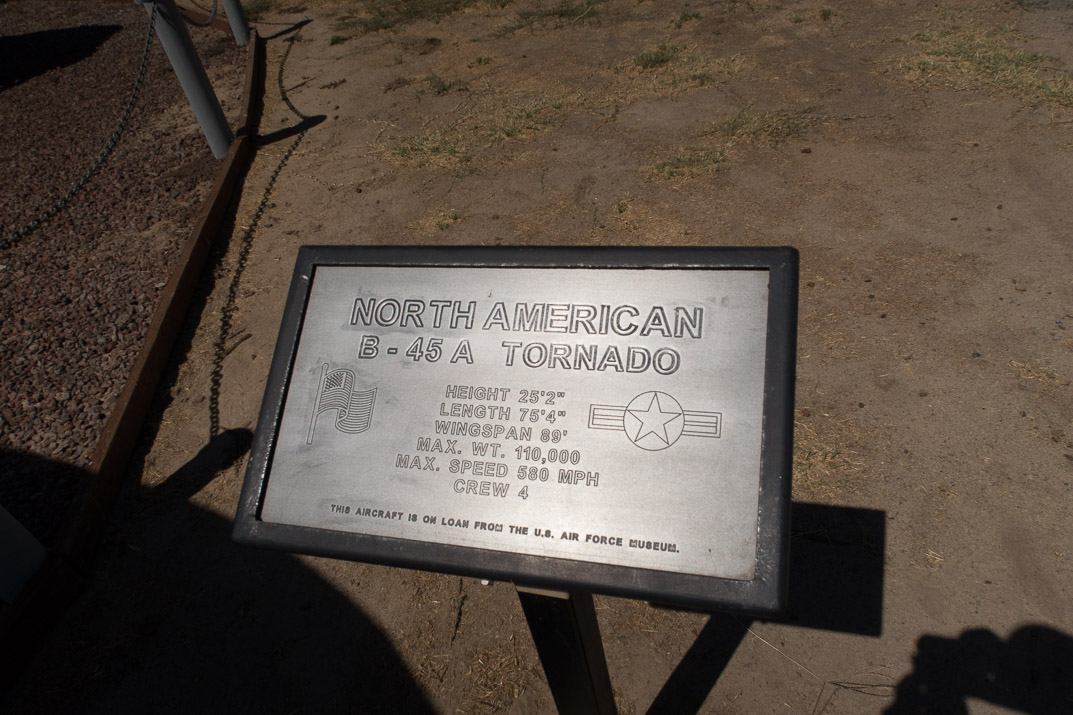 NORTH AMERICAN
B-45A TORNADO
HEIGHT 25'2"
LENGTH 75'4"
WINGSPAN 89'
MAX. WT. 110,000
MAX. SPEED 580 MPH
CREW 4
THIS AIRCRAFT IS ON LOAN FROM THE U.S. AIR FORCE MUSEUM.